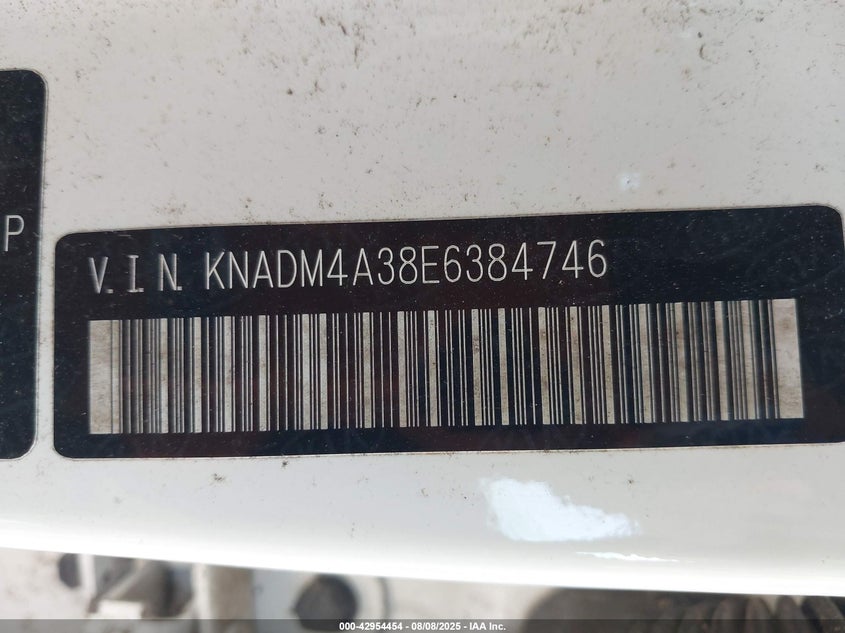 P
V.I.N. KNADM4A38E6384746
000-42954454 - 08/08/2025 - IAA Inc.